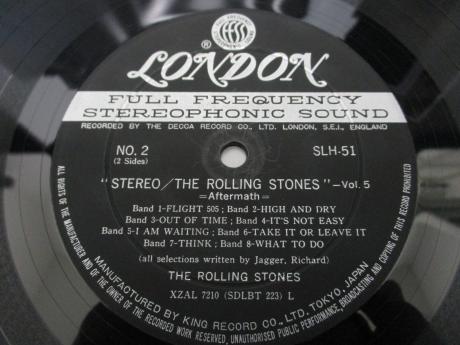 FULL FREQUENCY STEREOPHONIC SOUND
FFSS
®
LONDON
FULL FREQUENCY
STEREOPHONIC SOUND
RECORDED BY THE DECCA RECORD CO., LTD. LONDON, S.E.I., ENGLAND
NO. 2
(2 Sides)
SLH-51
"STEREO/THE ROLLING STONES"-Vol. 5
=Aftermath=
Band 1-FLIGHT 505 ; Band 2-HIGH AND DRY
Band 3-OUT OF TIME ; Band 4-IT'S NOT EASY
Band 5-I AM WAITING ; Band 6-TAKE IT OR LEAVE IT
Band 7-THINK ; Band 8-WHAT TO DO
(all selections written by Jagger, Richard)
THE ROLLING STONES
XZAL 7210 (SDLBT 223) L
MANUFACTURED BY KING RECORD CO., LTD. TOKYO, JAPAN
ALL RIGHTS OF THE MANUFACTURER AND OF THE OWNER OF THE RECORDED WORK RESERVED. UNAUTHORISED PUBLIC PERFORMANCE, BROADCASTING AND COPYING OF THIS RECORD PROHIBITED